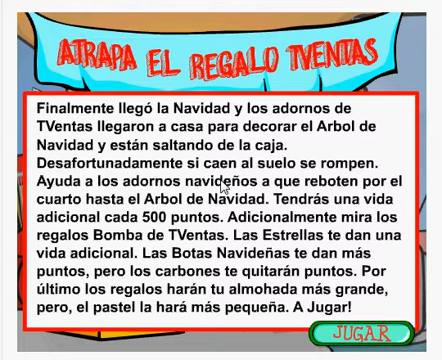 ATRAPA EL REGALO TVENTAS
Finalmente llegó la Navidad y los adornos de
TVentas llegaron a casa para decorar el Arbol de
Navidad y están saltando de la caja.
Desafortunadamente si caen al suelo se rompen.
Ayuda a los adornos navideños a que reboten por el
cuarto hasta el Arbol de Navidad. Tendrás una vida
adicional cada 500 puntos. Adicionalmente mira los
regalos Bomba de TVentas. Las Estrellas te dan una
vida adicional. Las Botas Navideñas te dan más
puntos, pero los carbones te quitarán puntos. Por
último los regalos harán tu almohada más grande,
pero, el pastel la hará más pequeña. A Jugar!
JUGAR